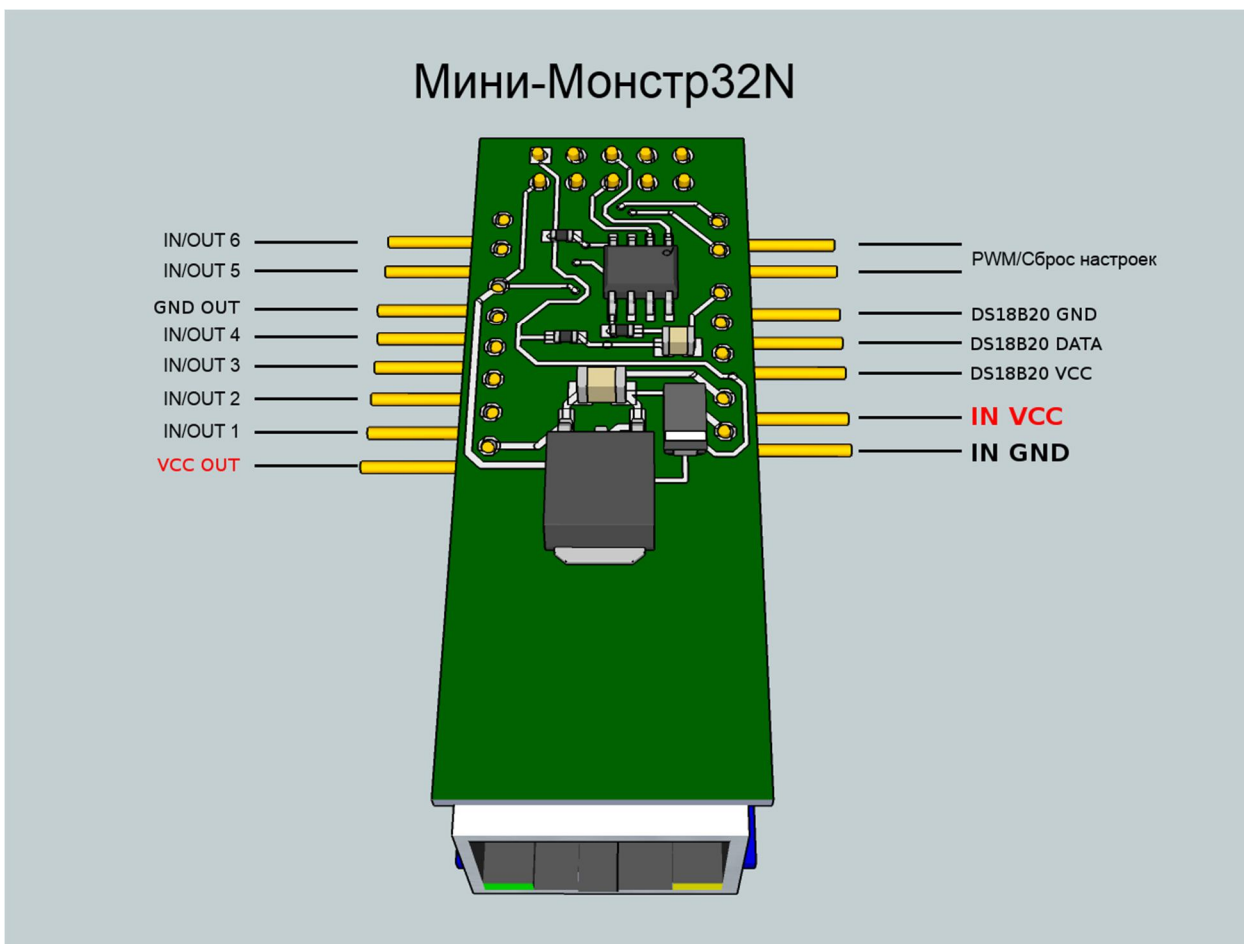 Мини-Монстр32N
IN/OUT 6
IN/OUT 5
GND OUT
IN/OUT 4
IN/OUT 3
IN/OUT 2
IN/OUT 1
VCC OUT
PWM/Сброс настроек
DS18B20 GND
DS18B20 DATA
DS18B20 VCC
IN VCC
IN GND